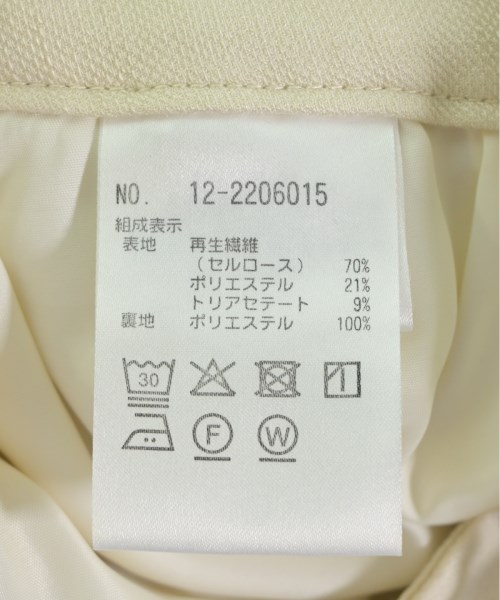 NO. 12-2206015
組成表示
表地 再生繊維
(セルロース) 70%
ポリエステル 21%
トリアセテート 9%
裏地 ポリエステル 100%
30
F W